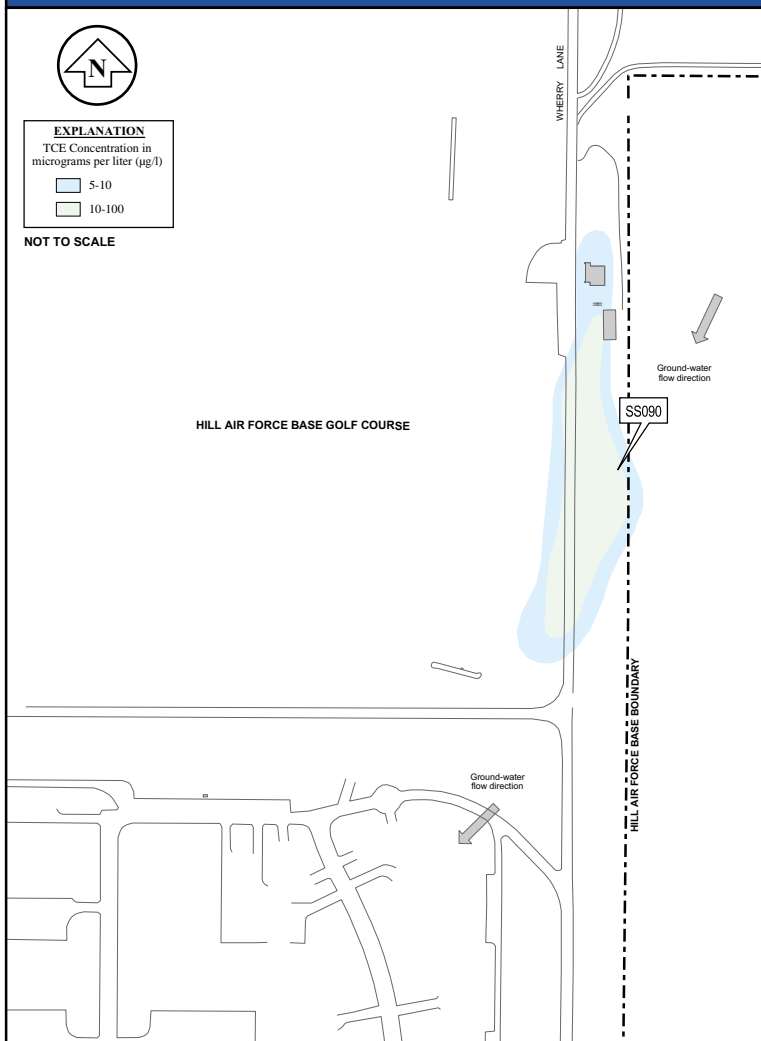 N
WHERRY LANE
EXPLANATION
TCE Concentration in
micrograms per liter (µg/l)
5-10
10-100
NOT TO SCALE
Ground-water
flow direction
SS090
HILL AIR FORCE BASE GOLF COURSE
HILL AIR FORCE BASE BOUNDARY
Ground-water
flow direction